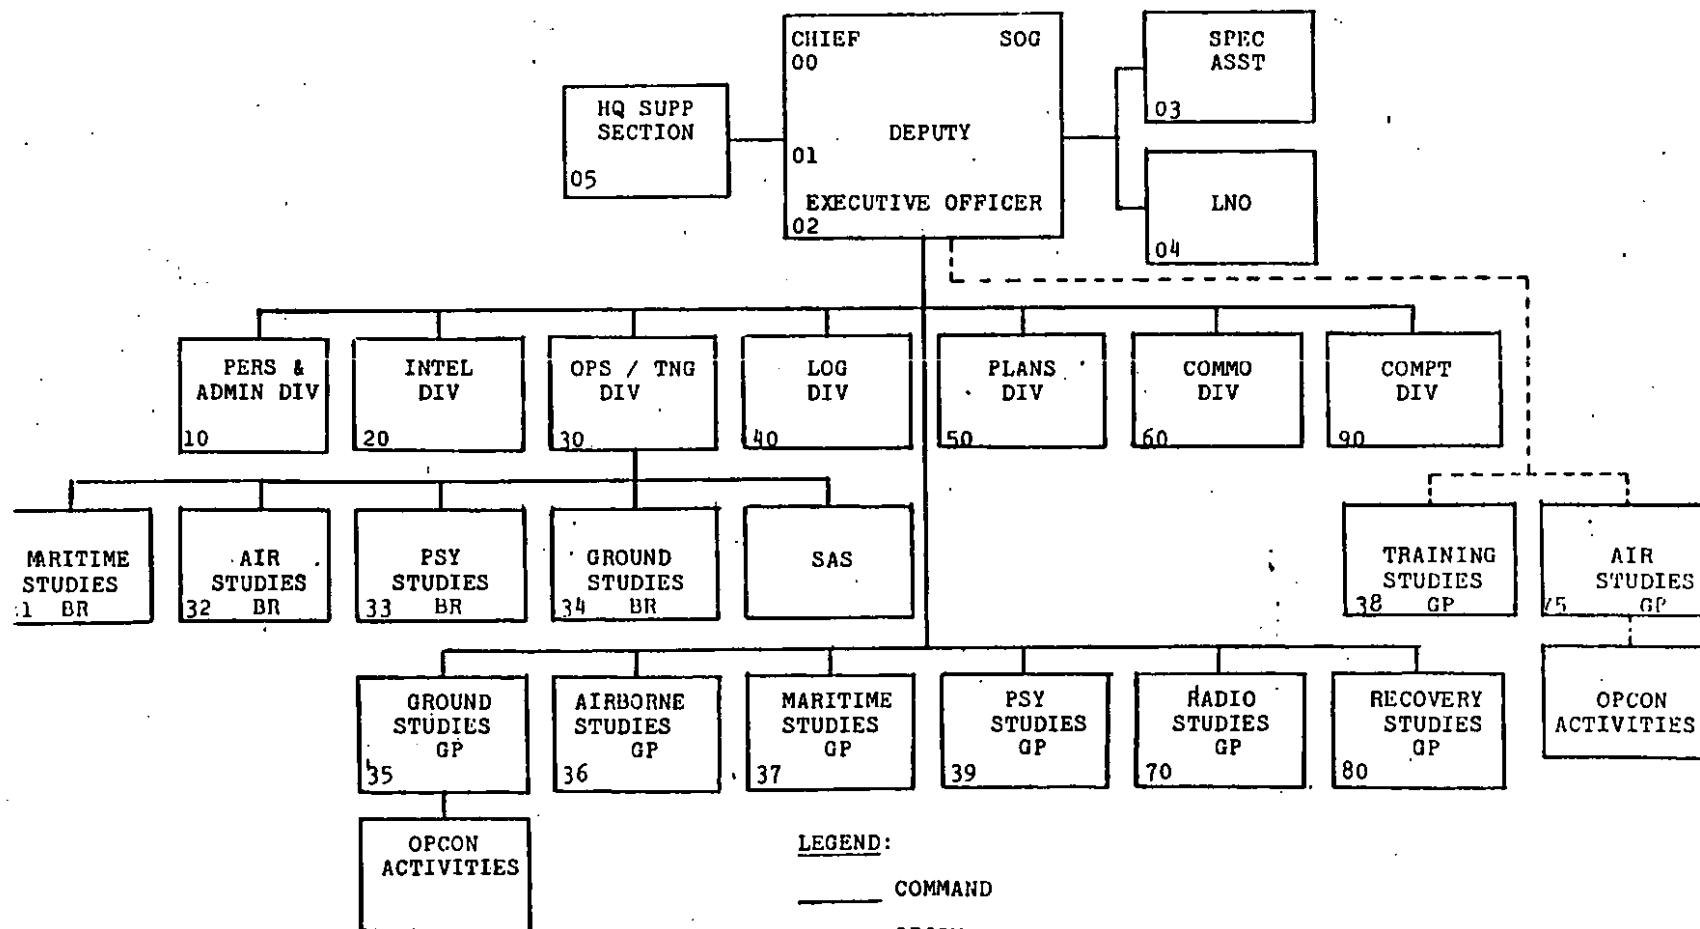 CHIEF SOG
00
DEPUTY
01
EXECUTIVE OFFICER
02
HQ SUPP
SECTION
05
SPEC
ASST
03
LNO
04
PERS &
ADMIN DIV
10
INTEL
DIV
20
OPS / TNG
DIV
30
LOG
DIV
40
PLANS
DIV
50
COMMO
DIV
60
COMPT
DIV
90
MARITIME
STUDIES
1 BR
AIR
STUDIES
32 BR
PSY
STUDIES
33 BR
GROUND
STUDIES
34 BR
SAS
TRAINING
STUDIES
38 GP
AIR
STUDIES
75 GP
GROUND
STUDIES
GP
35
AIRBORNE
STUDIES
GP
36
MARITIME
STUDIES
GP
37
PSY
STUDIES
GP
39
RADIO
STUDIES
GP
70
RECOVERY
STUDIES
GP
80
OPCON
ACTIVITIES
OPCON
ACTIVITIES
LEGEND:
COMMAND